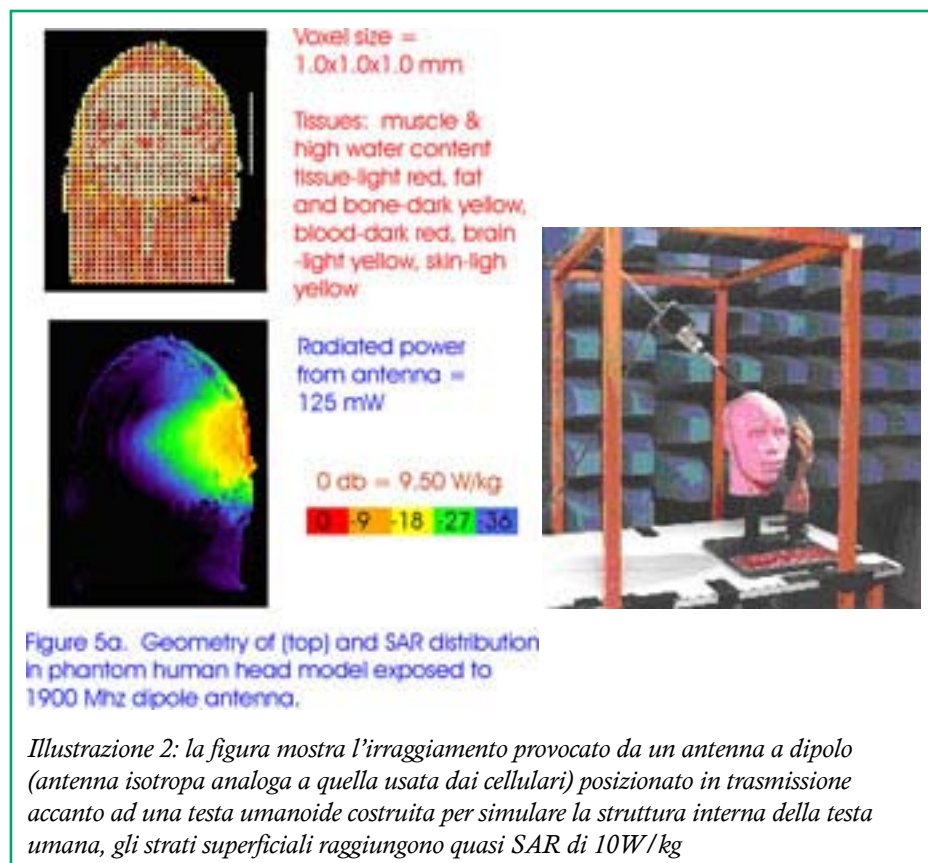 Voxel size =
1.0x1.0x1.0 mm
Tissues: muscle &
high water content
tissue-light red, fat
and bone-dark yellow,
blood-dark red, brain
-light yellow, skin-ligh
yellow
Radiated power
from antenna =
125 mW
0 db = 9.50 W/kg
0 -9 -18 -27 -36
Figure 5a. Geometry of (top) and SAR distribution
in phantom human head model exposed to
1900 Mhz dipole antenna.
Illustrazione 2: la figura mostra l'irraggiamento provocato da un antenna a dipolo
(antenna isotropa analoga a quella usata dai cellulari) posizionato in trasmissione
accanto ad una testa umanoide costruita per simulare la struttura interna della testa
umana, gli strati superficiali raggiungono quasi SAR di 10W/kg